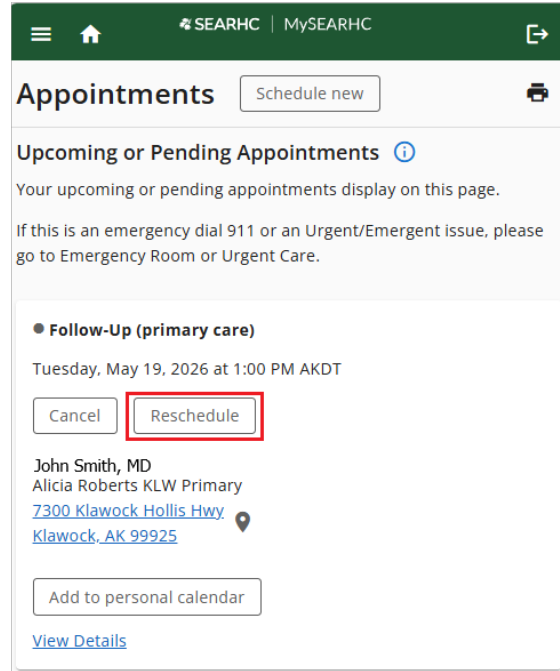 SEARHC | MySEARHC
Appointments
Schedule new
Upcoming or Pending Appointments
Your upcoming or pending appointments display on this page.
If this is an emergency dial 911 or an Urgent/Emergent issue, please
go to Emergency Room or Urgent Care.
Follow-Up (primary care)
Tuesday, May 19, 2026 at 1:00 PM AKDT
Cancel
Reschedule
John Smith, MD
Alicia Roberts KLW Primary
7300 Klawock Hollis Hwy
Klawock, AK 99925
Add to personal calendar
View Details